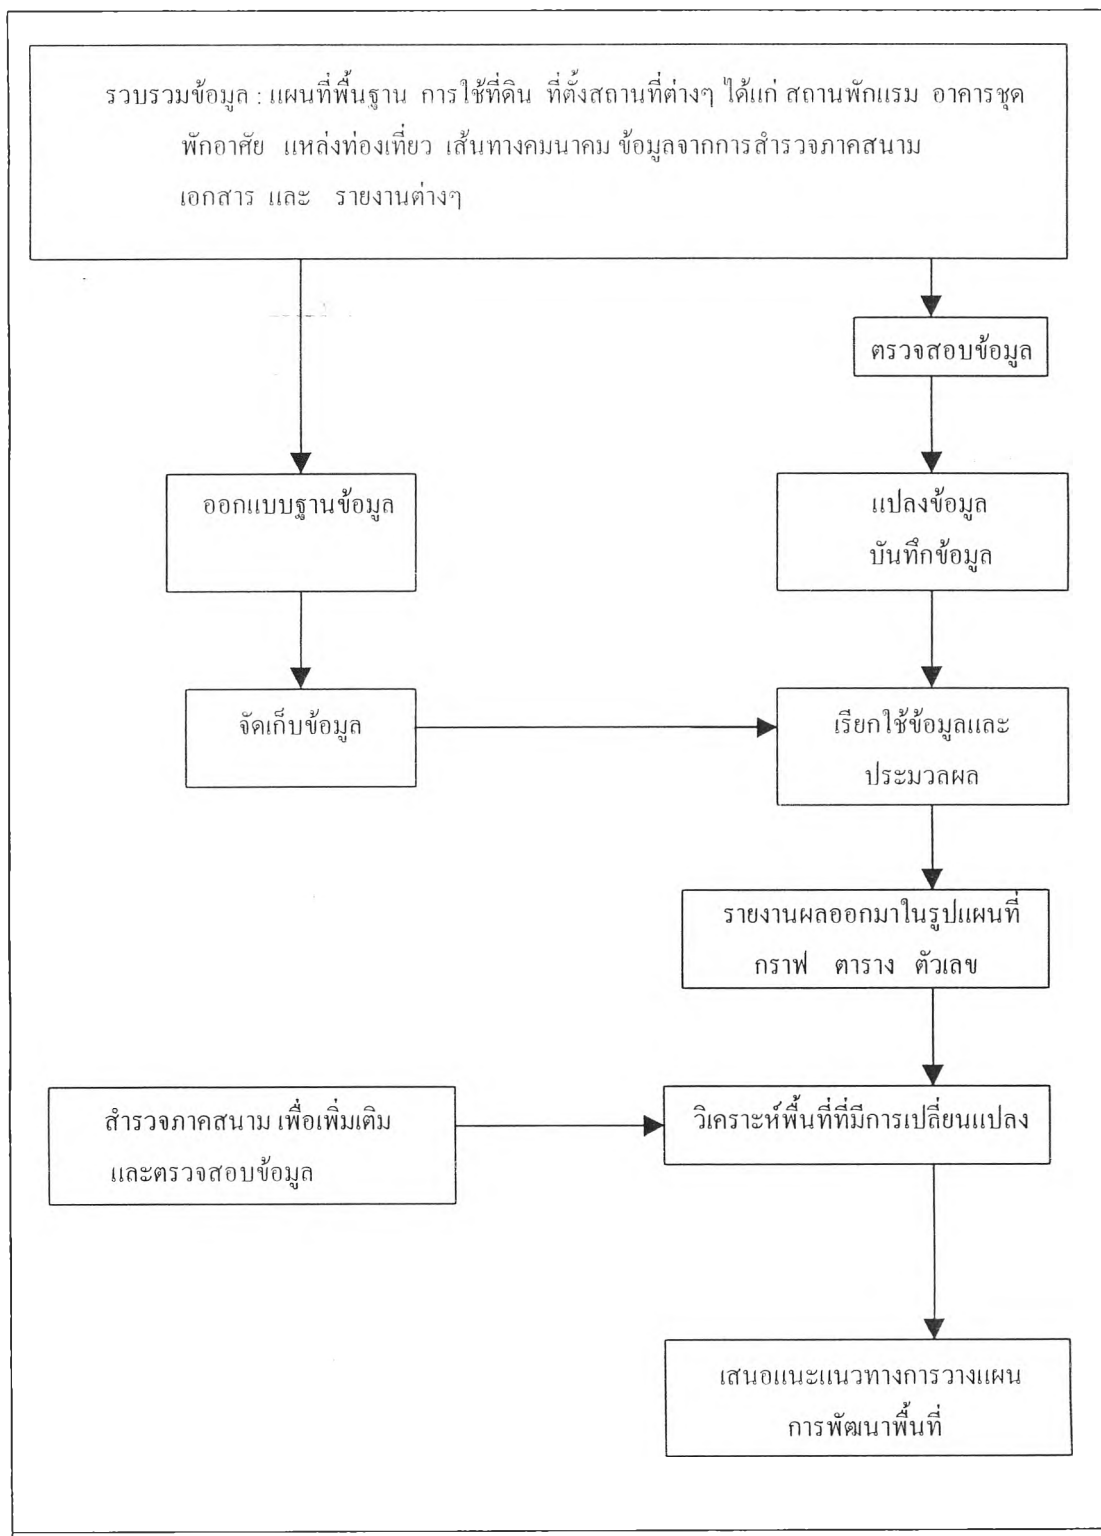 รวบรวมข้อมูล : แผนที่พื้นฐาน การใช้ที่ดิน ที่ตั้งสถานที่ต่างๆ ได้แก่ สถานพักแรม อาคารชุด
พักอาศัย แหล่งท่องเที่ยว เส้นทางคมนาคม ข้อมูลจากการสำรวจภาคสนาม
เอกสาร และ รายงานต่างๆ
ตรวจสอบข้อมูล
ออกแบบฐานข้อมูล
แปลงข้อมูล
บันทึกข้อมูล
จัดเก็บข้อมูล
เรียกใช้ข้อมูลและ
ประมวลผล
รายงานผลออกมาในรูปแผนที่
กราฟ ตาราง ตัวเลข
สำรวจภาคสนาม เพื่อเพิ่มเติม
และตรวจสอบข้อมูล
วิเคราะห์พื้นที่ที่มีการเปลี่ยนแปลง
เสนอแนะแนวทางการวางแผน
การพัฒนาพื้นที่